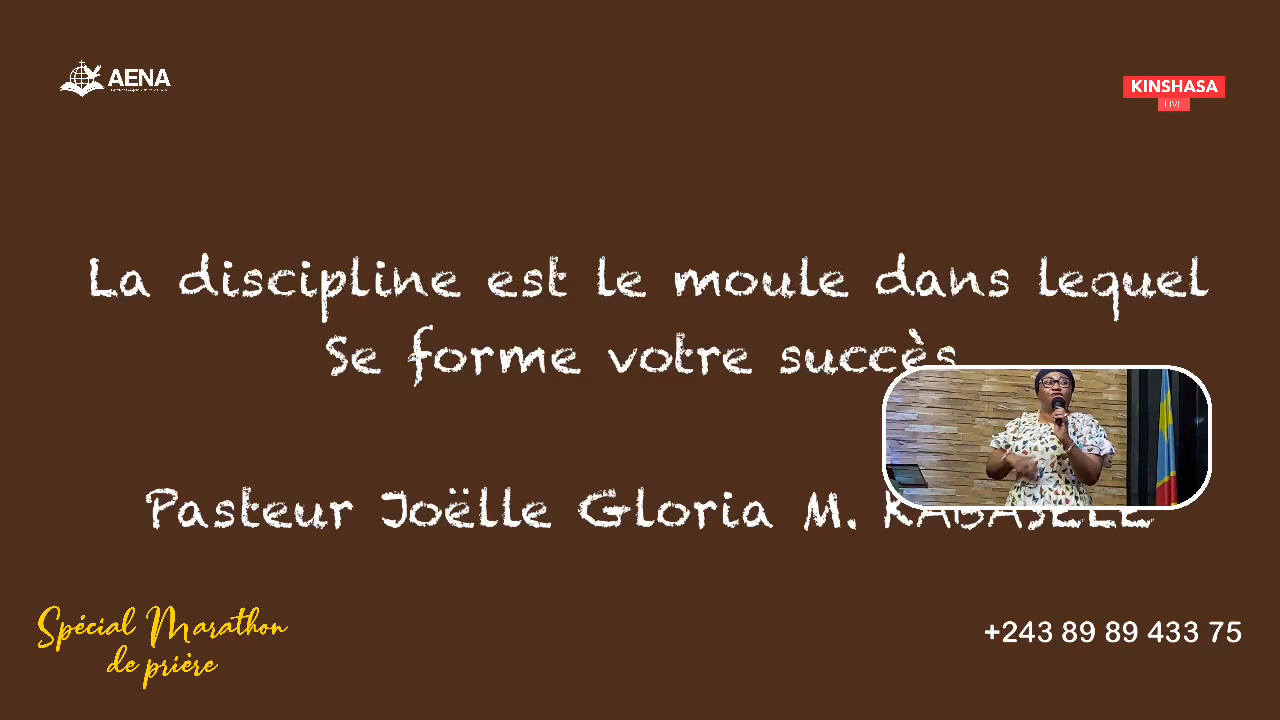 AENA
KINSHASA
LIVE
La discipline est le moule dans lequel
Se forme votre succès
Pasteur Joëlle Gloria M. KABASELE
Spécial Marathon
de prière
+243 89 89 433 75